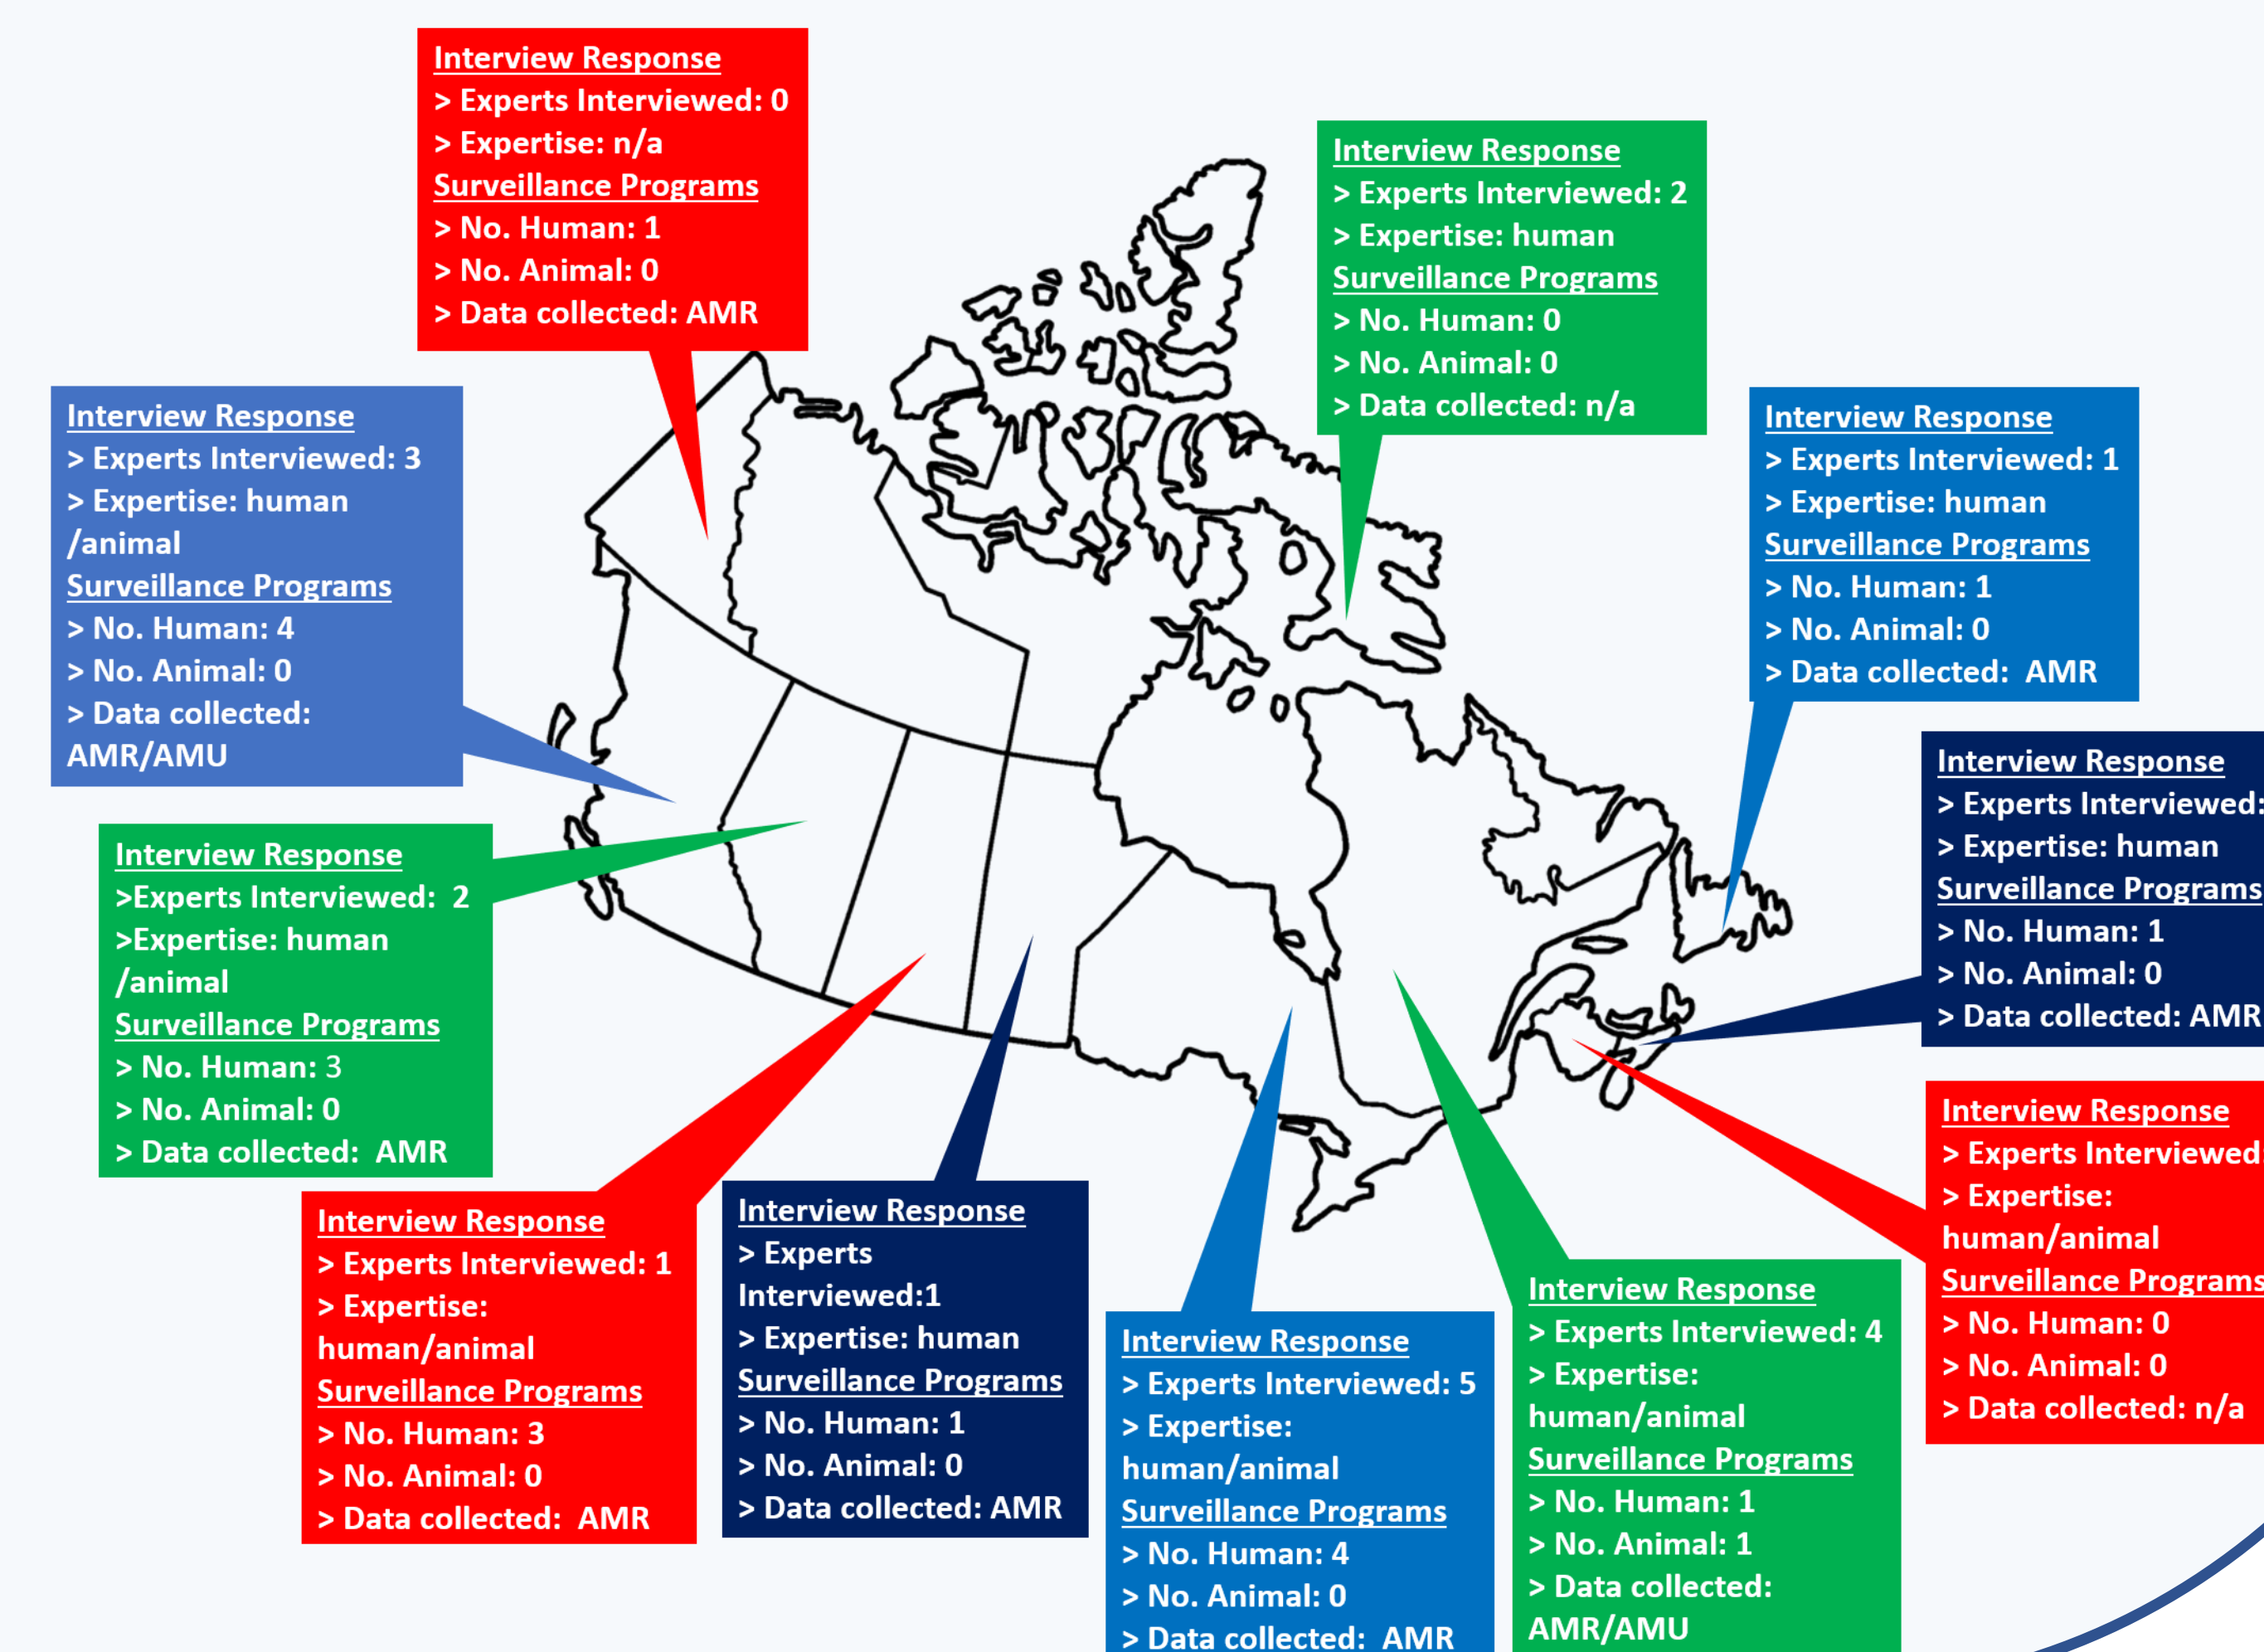 Interview Response
> Experts Interviewed: 0
> Expertise: n/a
Surveillance Programs
> No. Human: 1
> No. Animal: 0
> Data collected: AMR
Interview Response
> Experts Interviewed: 2
> Expertise: human
Surveillance Programs
> No. Human: 0
> No. Animal: 0
> Data collected: n/a
Interview Response
> Experts Interviewed: 3
> Expertise: human
/animal
Surveillance Programs
> No. Human: 4
> No. Animal: 0
> Data collected:
AMR/AMU
Interview Response
> Experts Interviewed: 1
> Expertise: human
Surveillance Programs
> No. Human: 1
> No. Animal: 0
> Data collected:  AMR
Interview Response
> Experts Interviewed:
> Expertise: human
Surveillance Programs
> No. Human: 1
> No. Animal: 0
> Data collected: AMR
Interview Response
>Experts Interviewed:  2
>Expertise: human
/animal
Surveillance Programs
> No. Human: 3
> No. Animal: 0
> Data collected:  AMR
Interview Response
> Experts Interviewed:
> Expertise:
human/animal
Surveillance Programs
> No. Human: 0
> No. Animal: 0
> Data collected: n/a
Interview Response
> Experts Interviewed: 1
> Expertise:
human/animal
Surveillance Programs
> No. Human: 3
> No. Animal: 0
> Data collected:  AMR
Interview Response
> Experts
Interviewed:1
> Expertise: human
Surveillance Programs
> No. Human: 1
> No. Animal: 0
> Data collected: AMR
Interview Response
> Experts Interviewed: 5
> Expertise:
human/animal
Surveillance Programs
> No. Human: 4
> No. Animal: 0
> Data collected:  AMR
Interview Response
> Experts Interviewed: 4
> Expertise:
human/animal
Surveillance Programs
> No. Human: 1
> No. Animal: 1
> Data collected:
AMR/AMU